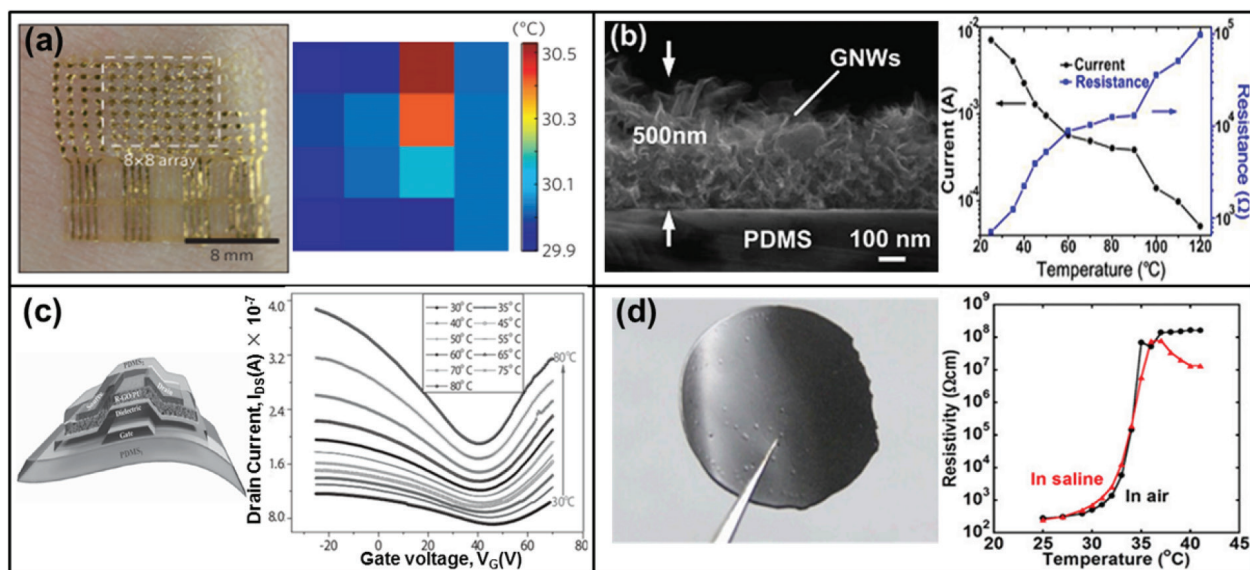 (a)
8×8 array
8 mm
(°C)
30.5
30.3
30.1
29.9
(b)
GNWs
500nm
PDMS
100 nm
Current
Resistance
10⁻²
10⁻³
10⁻⁴
Current (A)
10⁵
10⁴
10³
Resistance (Ω)
20 40 60 80 100 120
Temperature (°C)
(c)
PDMS
R-GO/PU
Dielectric
Gate
PDMS
Drain Current, I_DS(A) × 10⁻⁷
4.0
3.2
2.4
1.6
8.0
30° C 35° C
40° C 45° C
50° C 55° C
60° C 65° C
70° C 75° C
80° C
80°C
30°C
-20 0 20 40 60 80
Gate voltage, V_G(V)
(d)
Resistivity (Ωcm)
10⁹
10⁸
10⁷
10⁶
10⁵
10⁴
10³
10²
In saline
In air
20 25 30 35 40 45
Temperature (°C)